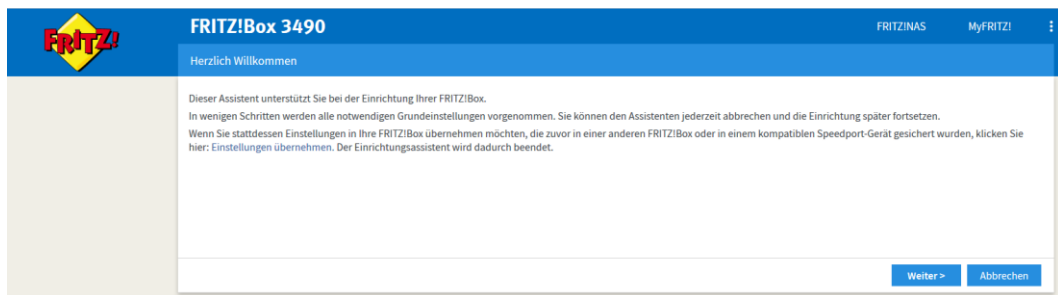 FRITZ!
FRITZ!Box 3490
FRITZ!NAS
MyFRITZ!
Herzlich Willkommen
Dieser Assistent unterstützt Sie bei der Einrichtung Ihrer FRITZ!Box.
In wenigen Schritten werden alle notwendigen Grundeinstellungen vorgenommen. Sie können den Assistenten jederzeit abbrechen und die Einrichtung später fortsetzen.
Wenn Sie stattdessen Einstellungen in Ihre FRITZ!Box übernehmen möchten, die zuvor in einer anderen FRITZ!Box oder in einem kompatiblen Speedport-Gerät gesichert wurden, klicken Sie
hier: Einstellungen übernehmen. Der Einrichtungsassistent wird dadurch beendet.
Weiter >
Abbrechen